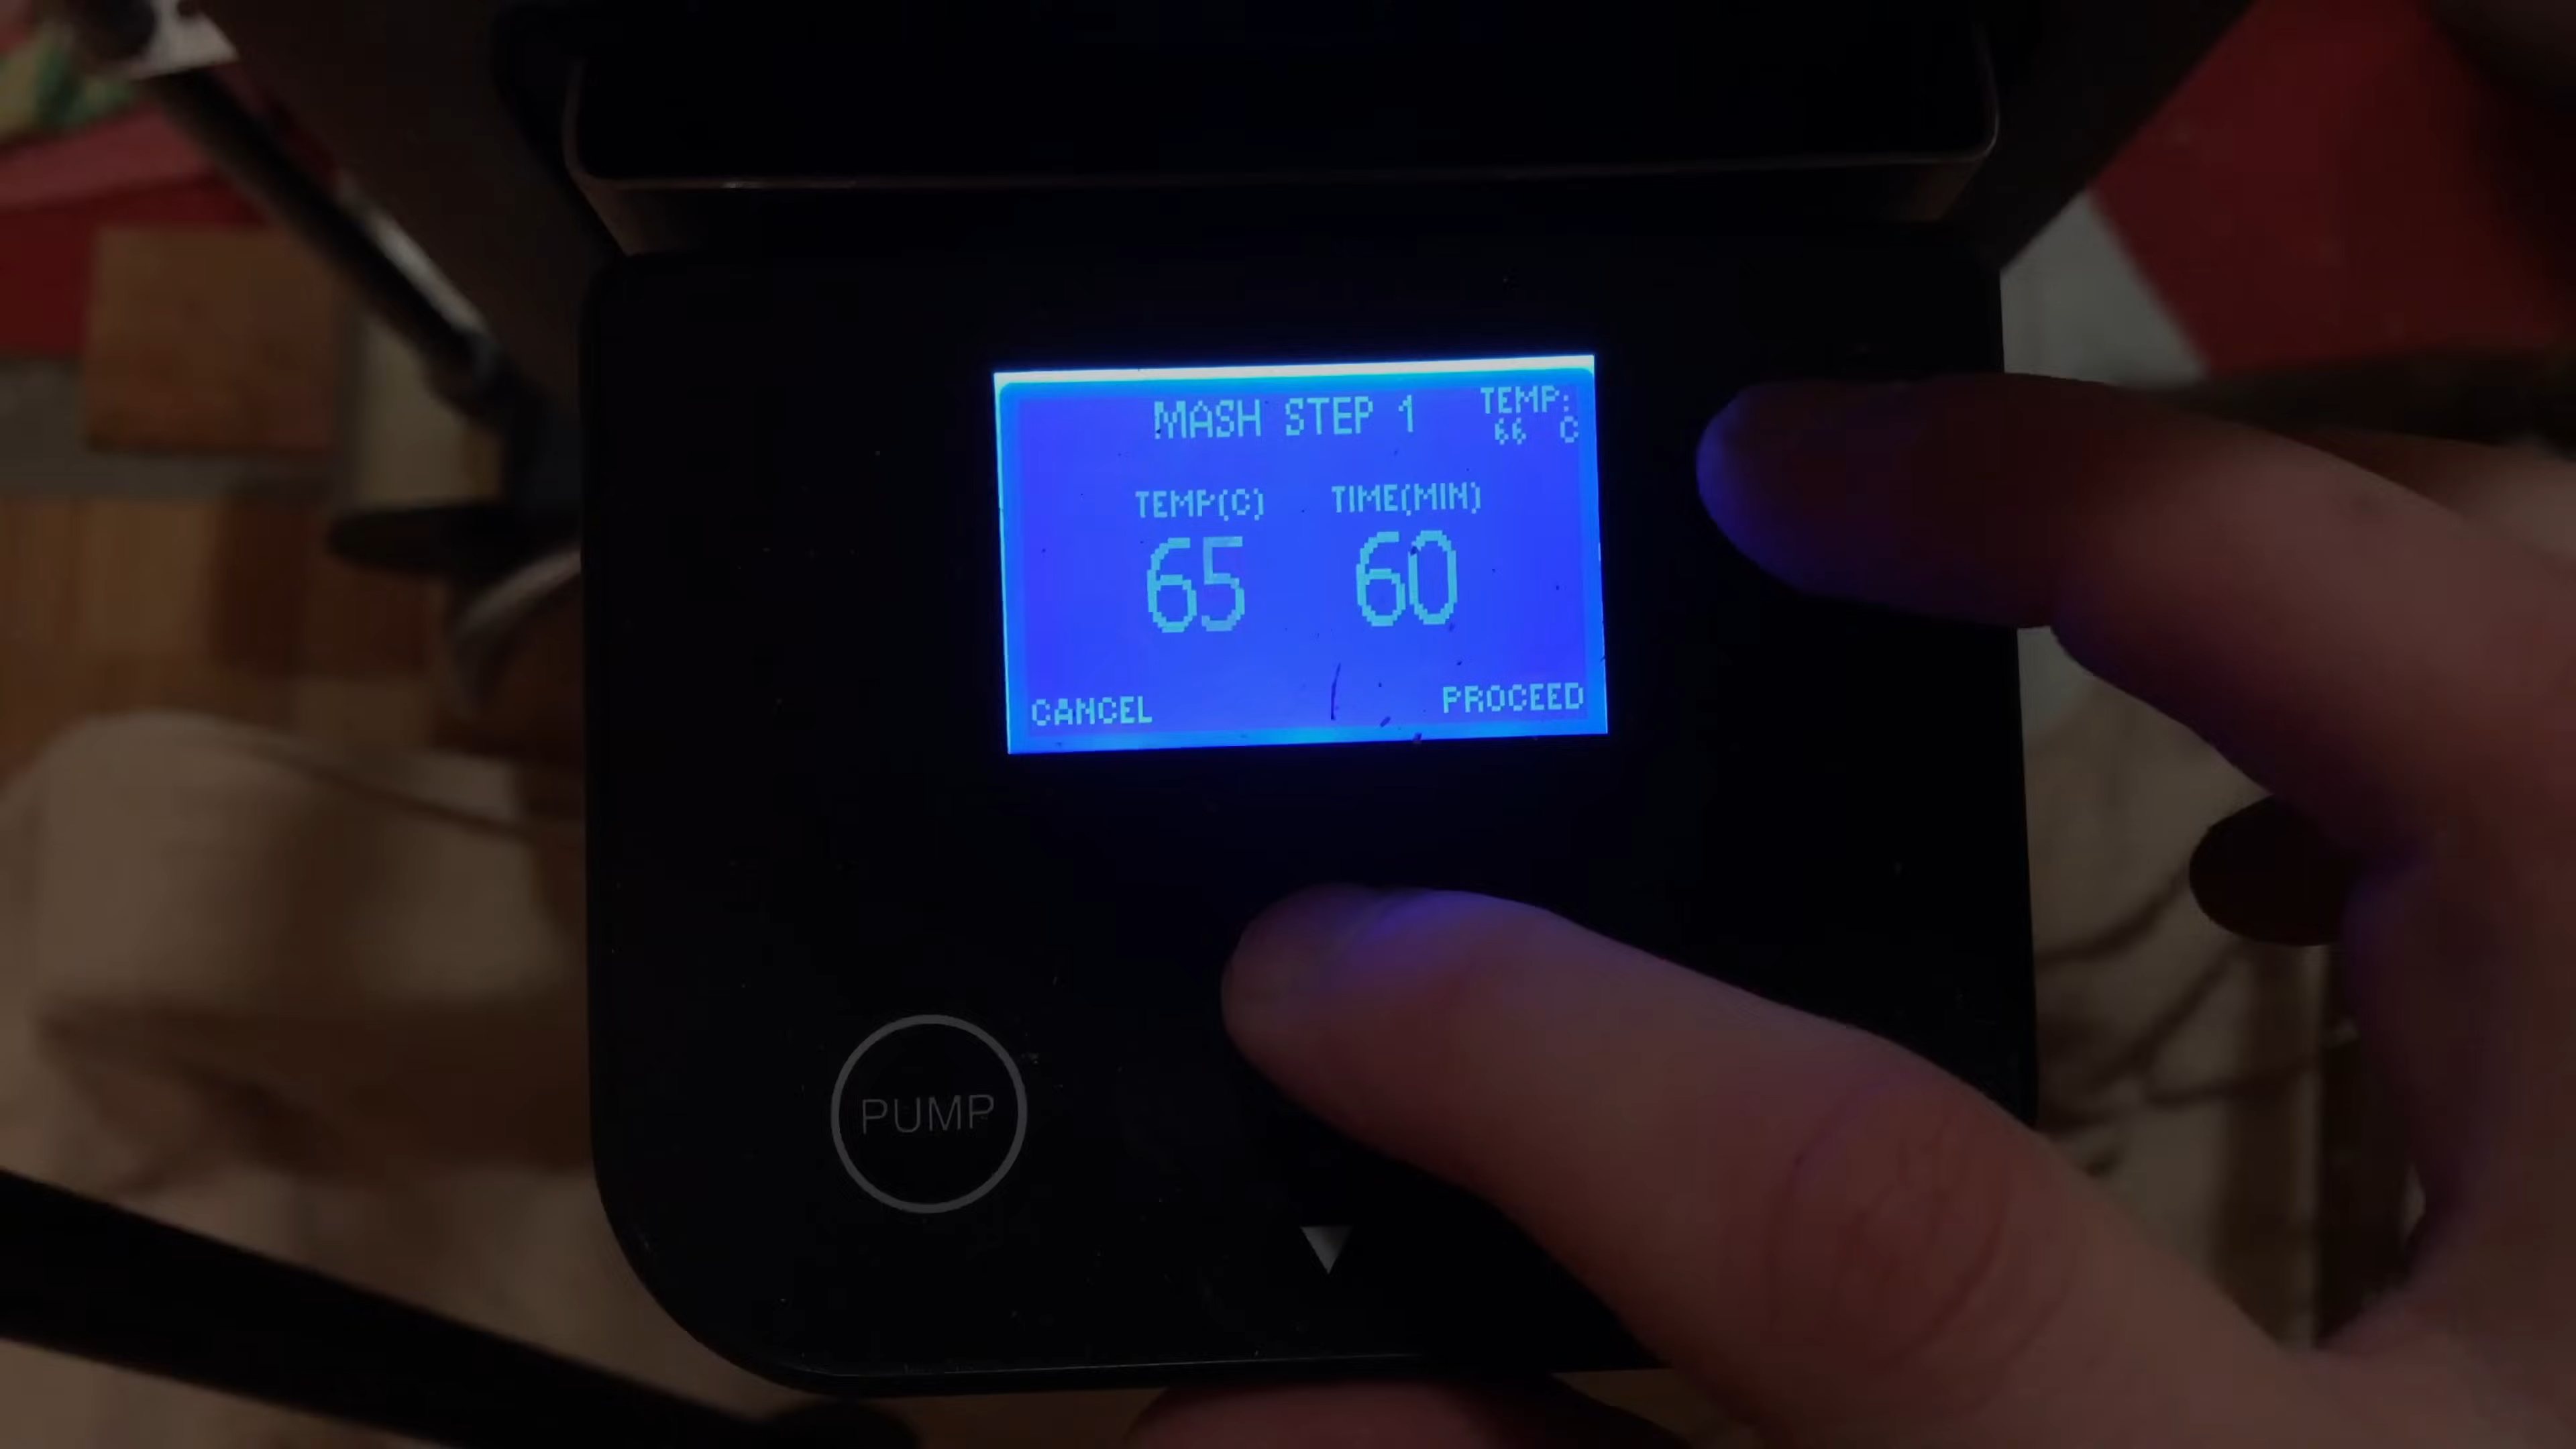 MASH STEP 1
TEMP:
66 C
TEMP(C) TIME(MIN)
65 60
CANCEL PROCEED
PUMP